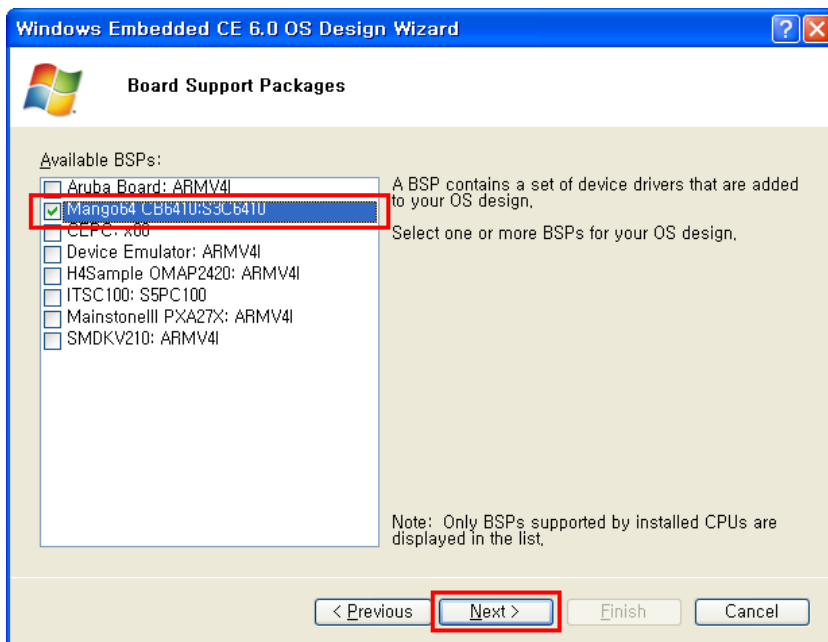 Windows Embedded CE 6.0 OS Design Wizard
Board Support Packages
Available BSPs:
Aruba Board: ARMV4I
Mango64 CB6410:S3C6410
CEPC: x86
Device Emulator: ARMV4I
H4Sample OMAP2420: ARMV4I
ITSC100: S5PC100
MainstoneIII PXA27X: ARMV4I
SMDKV210: ARMV4I
A BSP contains a set of device drivers that are added
to your OS design.
Select one or more BSPs for your OS design.
Note: Only BSPs supported by installed CPUs are
displayed in the list.
< Previous
Next >
Finish
Cancel